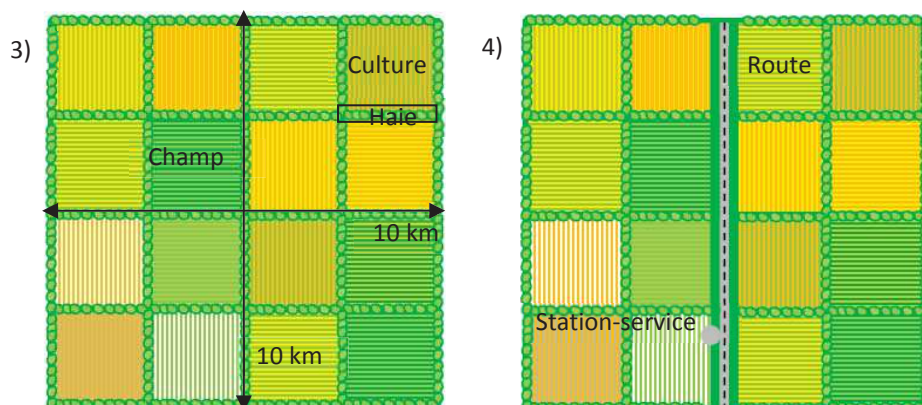 3)
Culture
Haie
Champ
10 km
10 km
4)
Route
Station-service